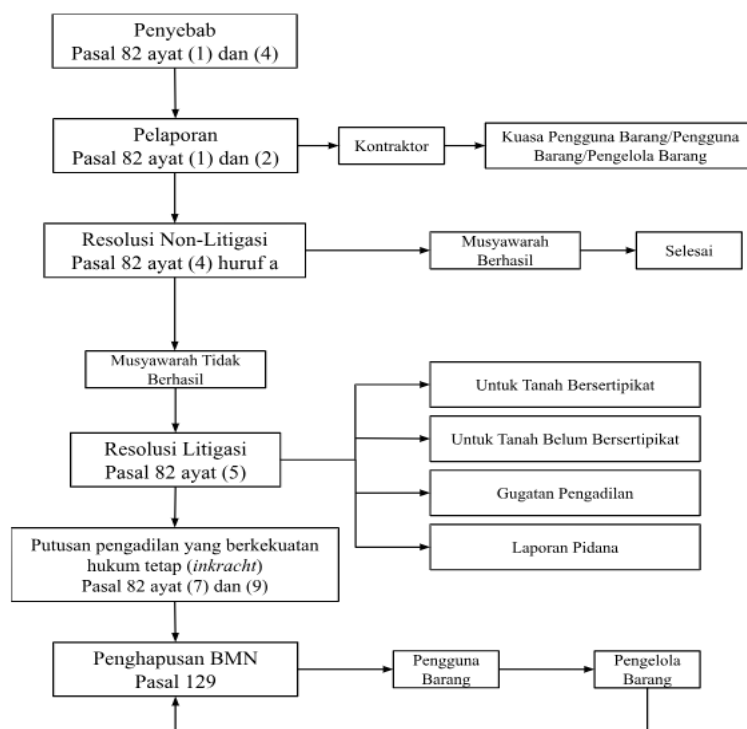 Penyebab
Pasal 82 ayat (1) dan (4)
Pelaporan
Pasal 82 ayat (1) dan (2)
Kontraktor
Kuasa Pengguna Barang/Pengguna
Barang/Pengelola Barang
Resolusi Non-Litigasi
Pasal 82 ayat (4) huruf a
Musyawarah
Berhasil
Selesai
Musyawarah Tidak
Berhasil
Resolusi Litigasi
Pasal 82 ayat (5)
Untuk Tanah Bersertipikat
Untuk Tanah Belum Bersertipikat
Gugatan Pengadilan
Laporan Pidana
Putusan pengadilan yang berkekuatan
hukum tetap (inkracht)
Pasal 82 ayat (7) dan (9)
Penghapusan BMN
Pasal 129
Pengguna
Barang
Pengelola
Barang